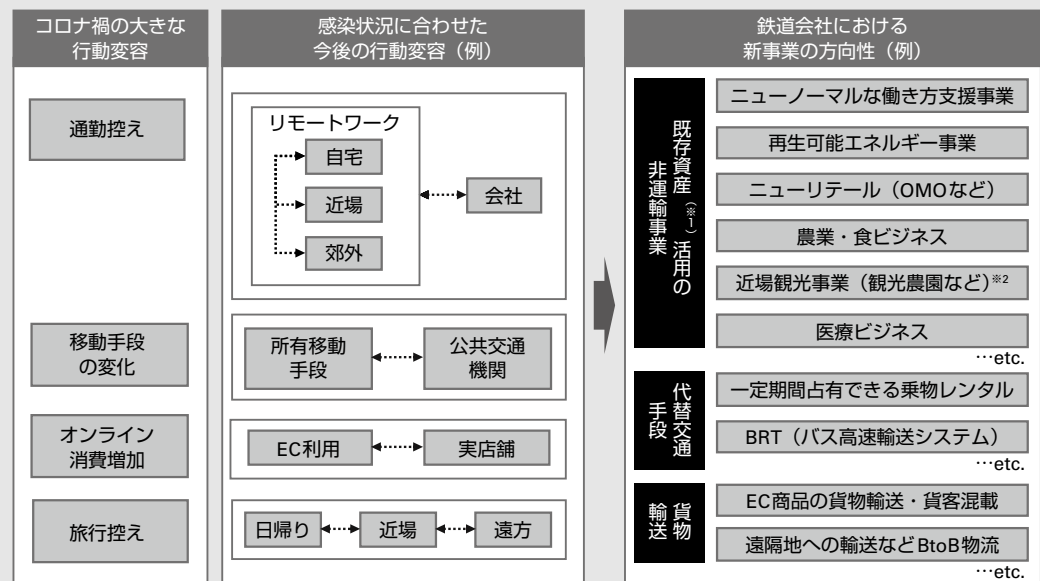 コロナ禍の大きな
行動変容
通勤控え
移動手段
の変化
オンライン
消費増加
旅行控え
感染状況に合わせた
今後の行動変容（例）
リモートワーク
自宅
近場
郊外
会社
所有移動
手段
公共交通
機関
EC利用
実店舗
日帰り
近場
遠方
鉄道会社における
新事業の方向性（例）
既存資産（※1）活用の
非運輸事業
ニューノーマルな働き方支援事業
再生可能エネルギー事業
ニューリテール（OMOなど）
農業・食ビジネス
近場観光事業（観光農園など）※2
医療ビジネス
…etc.
代替交通
手段
一定期間占有できる乗物レンタル
BRT（バス高速輸送システム）
…etc.
貨物
輸送
EC商品の貨物輸送・貨客混載
遠隔地への輸送などBtoB物流
…etc.